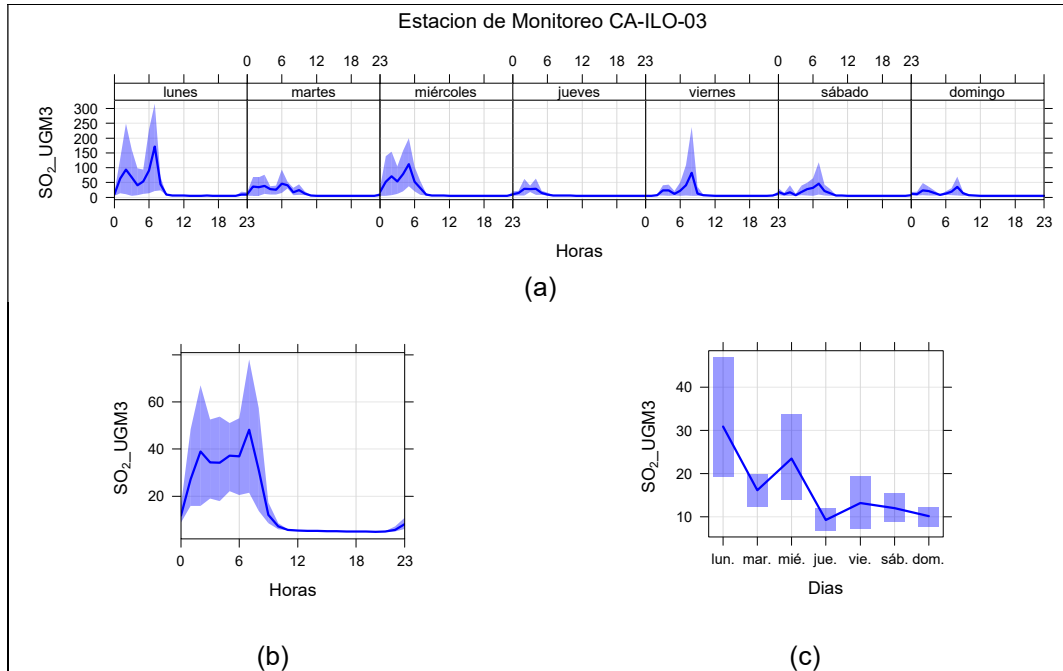 Estacion de Monitoreo CA-ILO-03
0 6 12 18 23 0 6 12 18 23 0 6 12 18 23
lunes martes miércoles jueves viernes sábado domingo
SO₂_UGM3
300
250
200
150
100
50
0
0 6 12 18 23 0 6 12 18 23 0 6 12 18 23 0 6 12 18 23
Horas
(a)
SO₂_UGM3
60
40
20
0 6 12 18 23
Horas
(b)
SO₂_UGM3
40
30
20
10
lun. mar. mié. jue. vie. sáb. dom.
Dias
(c)